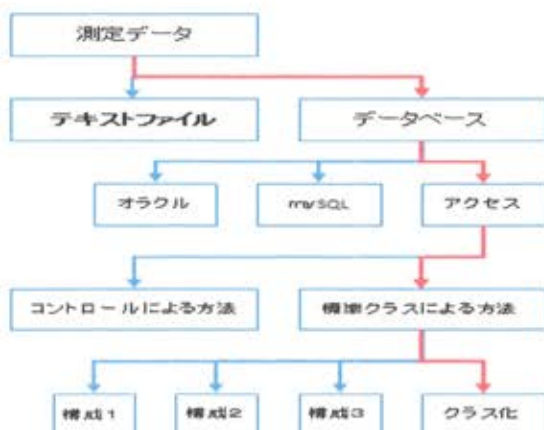 測定データ
テキストファイル
データベース
オラクル
mySQL
アクセス
コントロールによる方法
標準クラスによる方法
構成1
構成2
構成3
クラス化